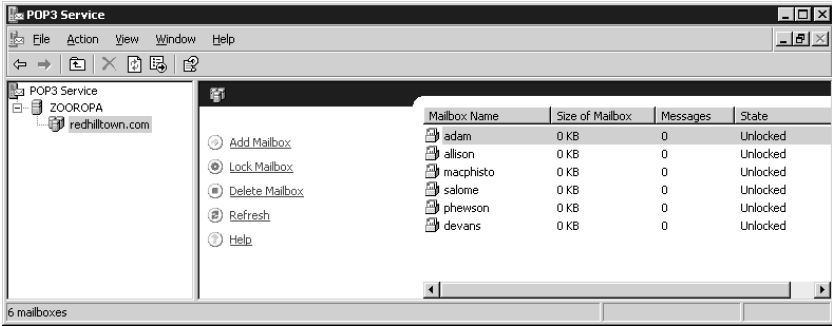 POP3 Service
File Action View Window Help
POP3 Service
ZOOROPA
redhilltown.com
Add Mailbox
Lock Mailbox
Delete Mailbox
Refresh
Help
Mailbox Name Size of Mailbox Messages State
adam 0 KB 0 Unlocked
allison 0 KB 0 Unlocked
macphisto 0 KB 0 Unlocked
salome 0 KB 0 Unlocked
phewson 0 KB 0 Unlocked
devans 0 KB 0 Unlocked
6 mailboxes